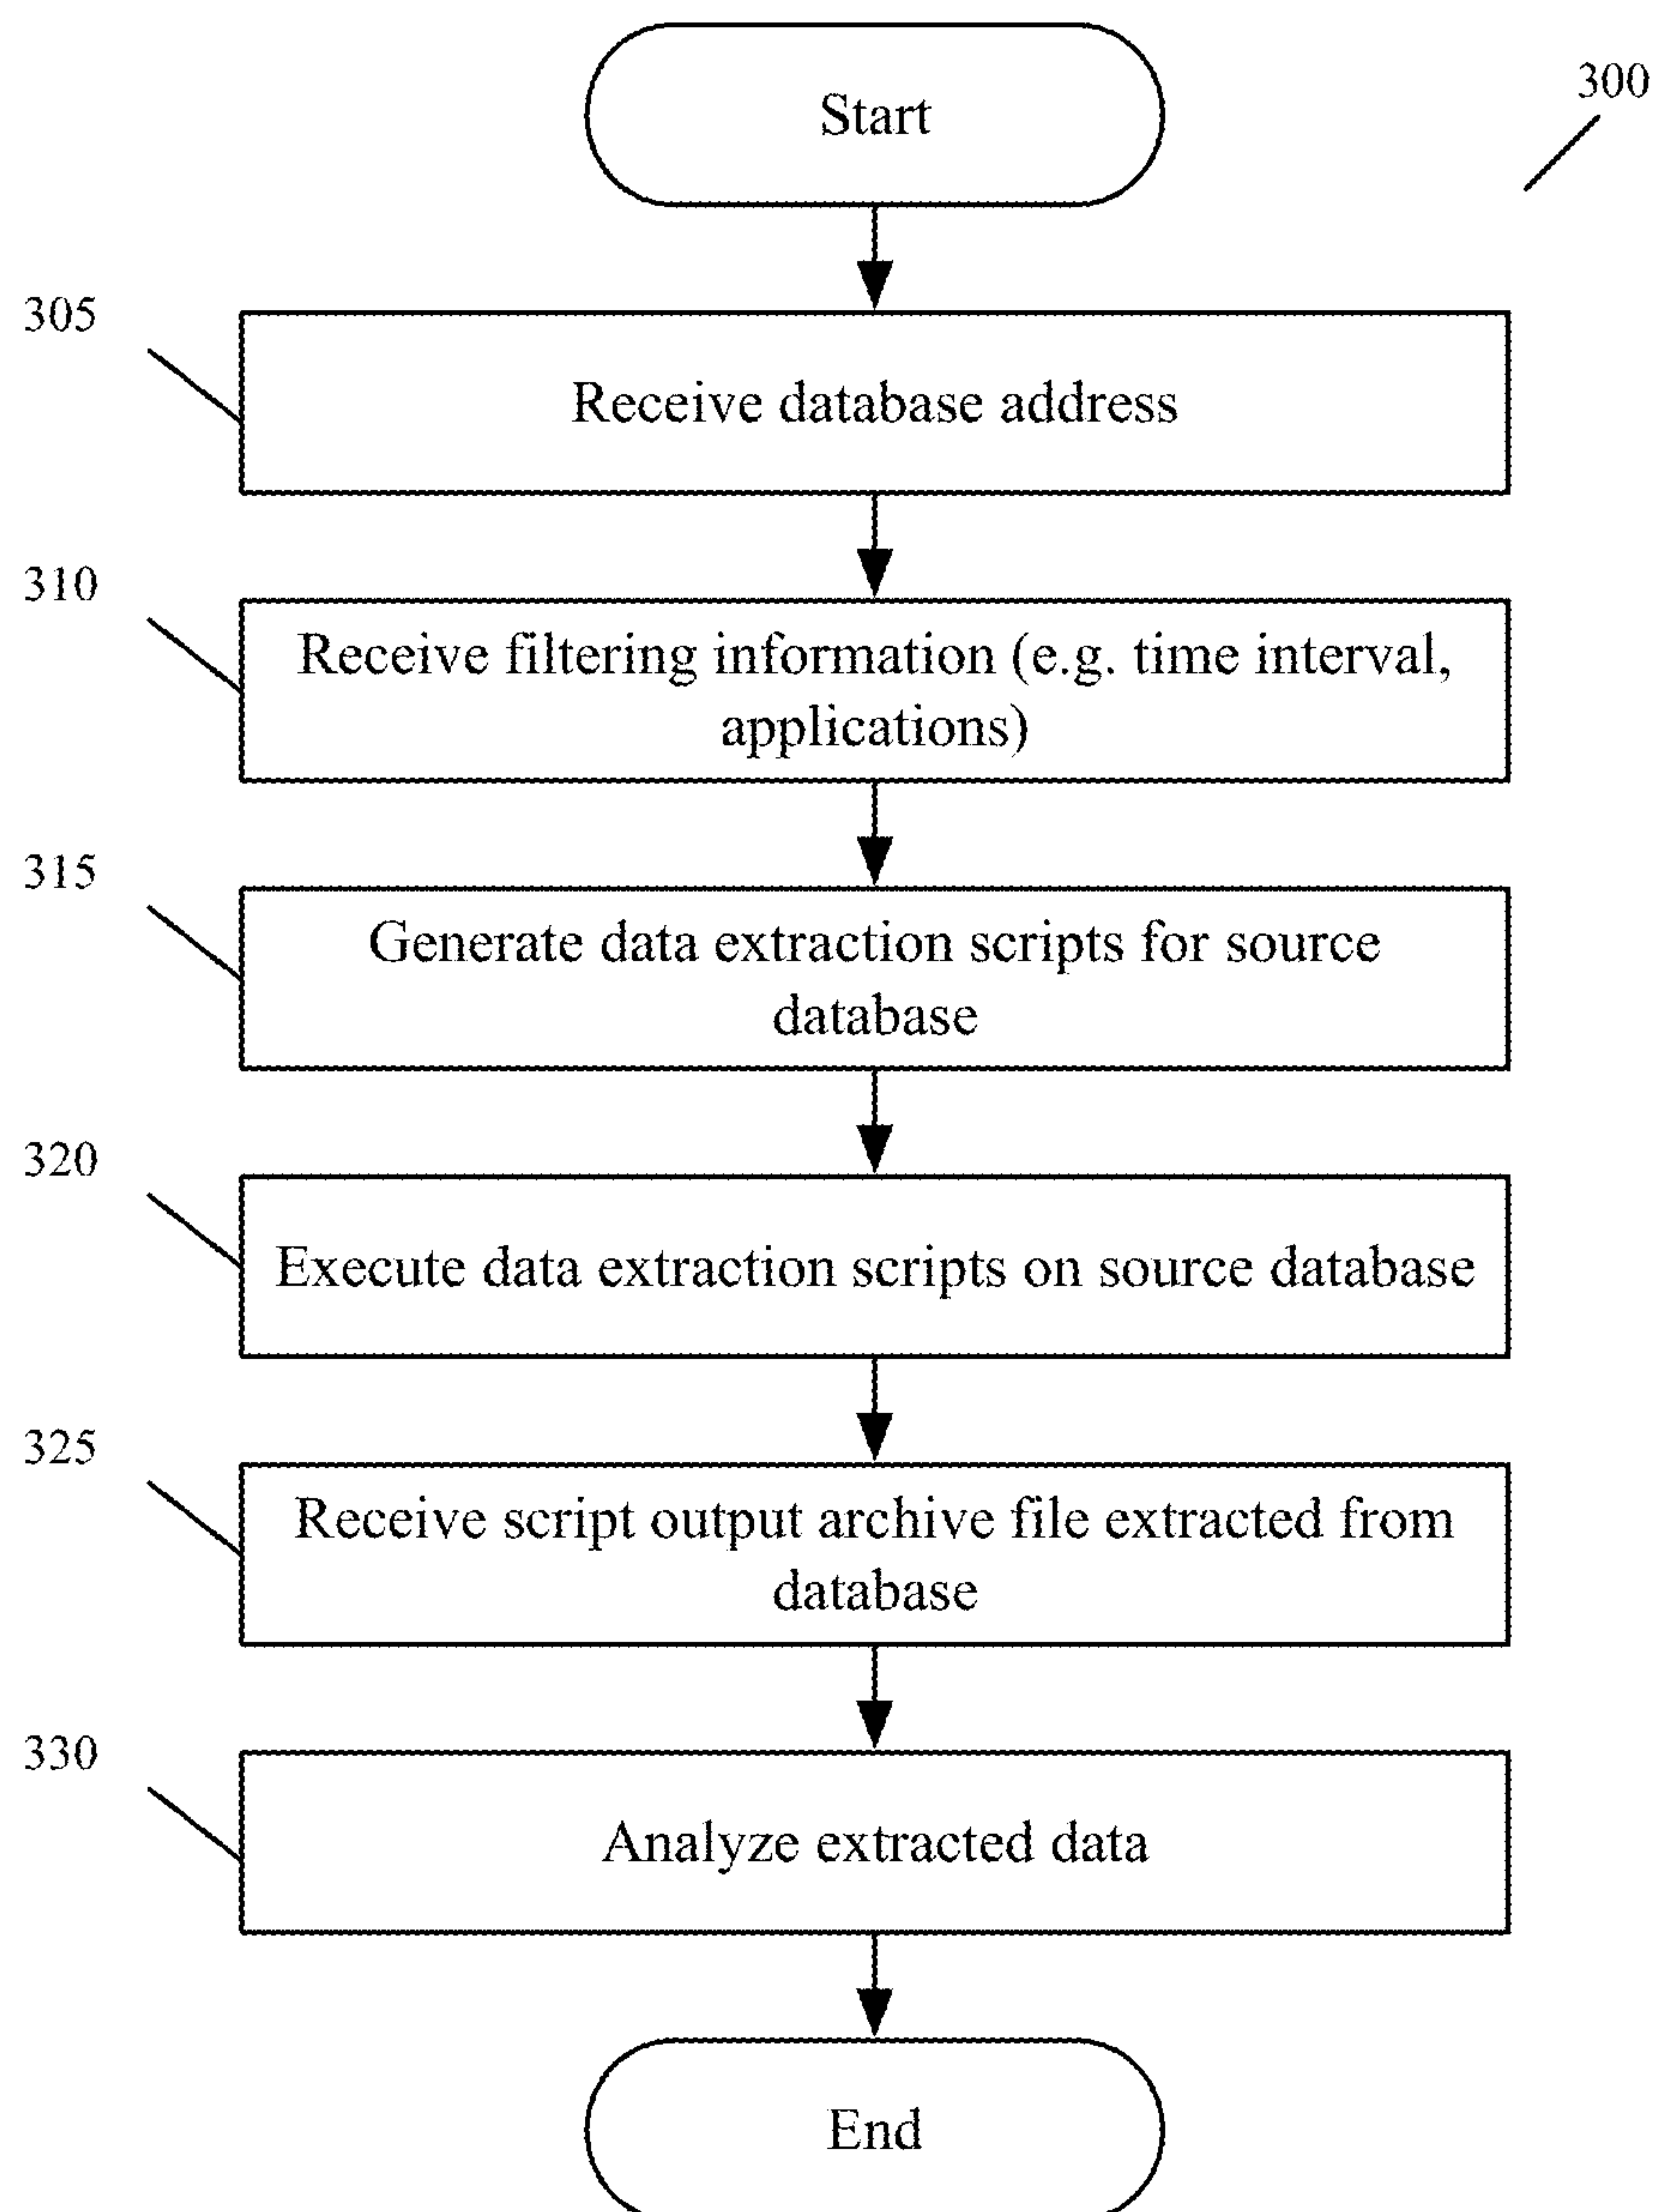 Start
300
305
Receive database address
310
Receive filtering information (e.g. time interval,
applications)
315
Generate data extraction scripts for source
database
320
Execute data extraction scripts on source database
325
Receive script output archive file extracted from
database
330
Analyze extracted data
End